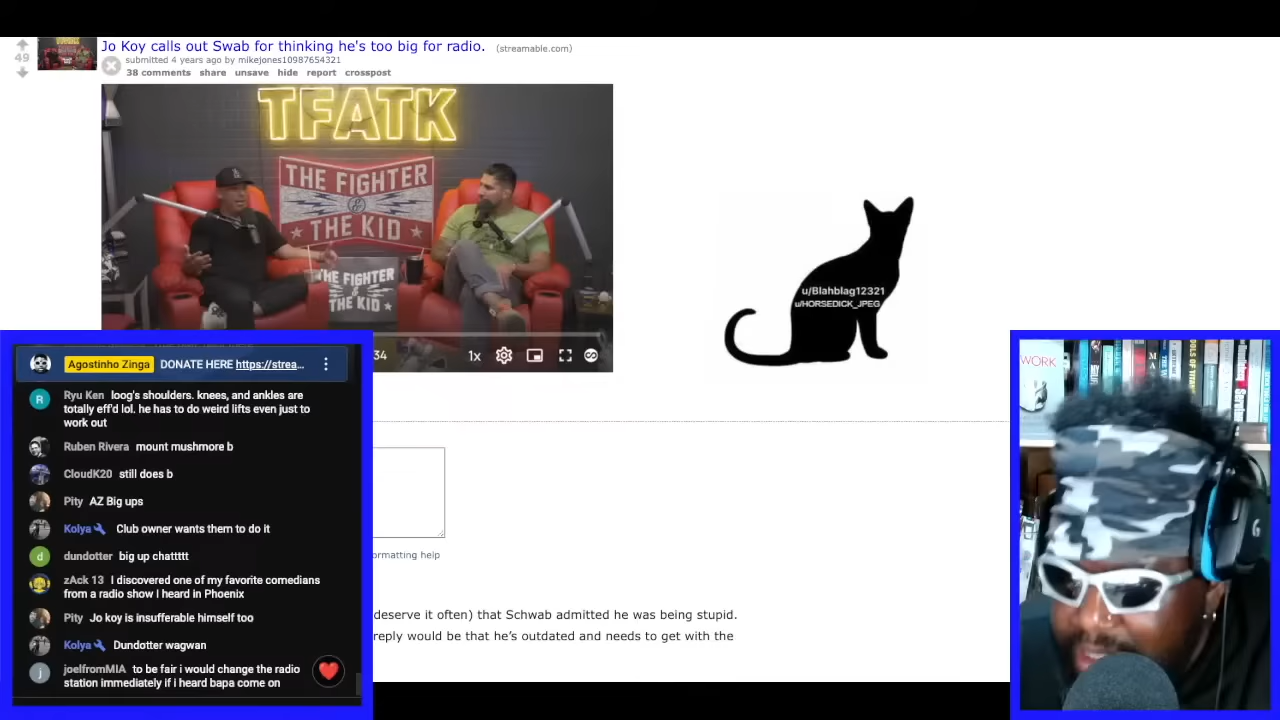 Jo Koy calls out Swab for thinking he's too big for radio. (streamable.com)
49
submitted 4 years ago by mikejones10987654321
38 comments share unsave hide report crosspost
TFATK
THE FIGHTER
&
THE KID
THE FIGHTER
&
THE KID
34
1x
u/Blahblag12321
u/HORSEDICK_JPEG
Agostinho Zinga DONATE HERE https://strea...
Ryu Ken loog's shoulders. knees, and ankles are
totally eff'd lol. he has to do weird lifts even just to
work out
Ruben Rivera mount mushmore b
CloudK20 still does b
Pity AZ Big ups
Kolya Club owner wants them to do it
dundotter big up chattttt
zAck 13 I discovered one of my favorite comedians
from a radio show I heard in Phoenix
Pity Jo koy is insufferable himself too
Kolya Dundotter wagwan
joelfromMIA to be fair i would change the radio
station immediately if i heard bapa come on
ormatting help
deserve it often) that Schwab admitted he was being stupid.
reply would be that he's outdated and needs to get with the
WORK